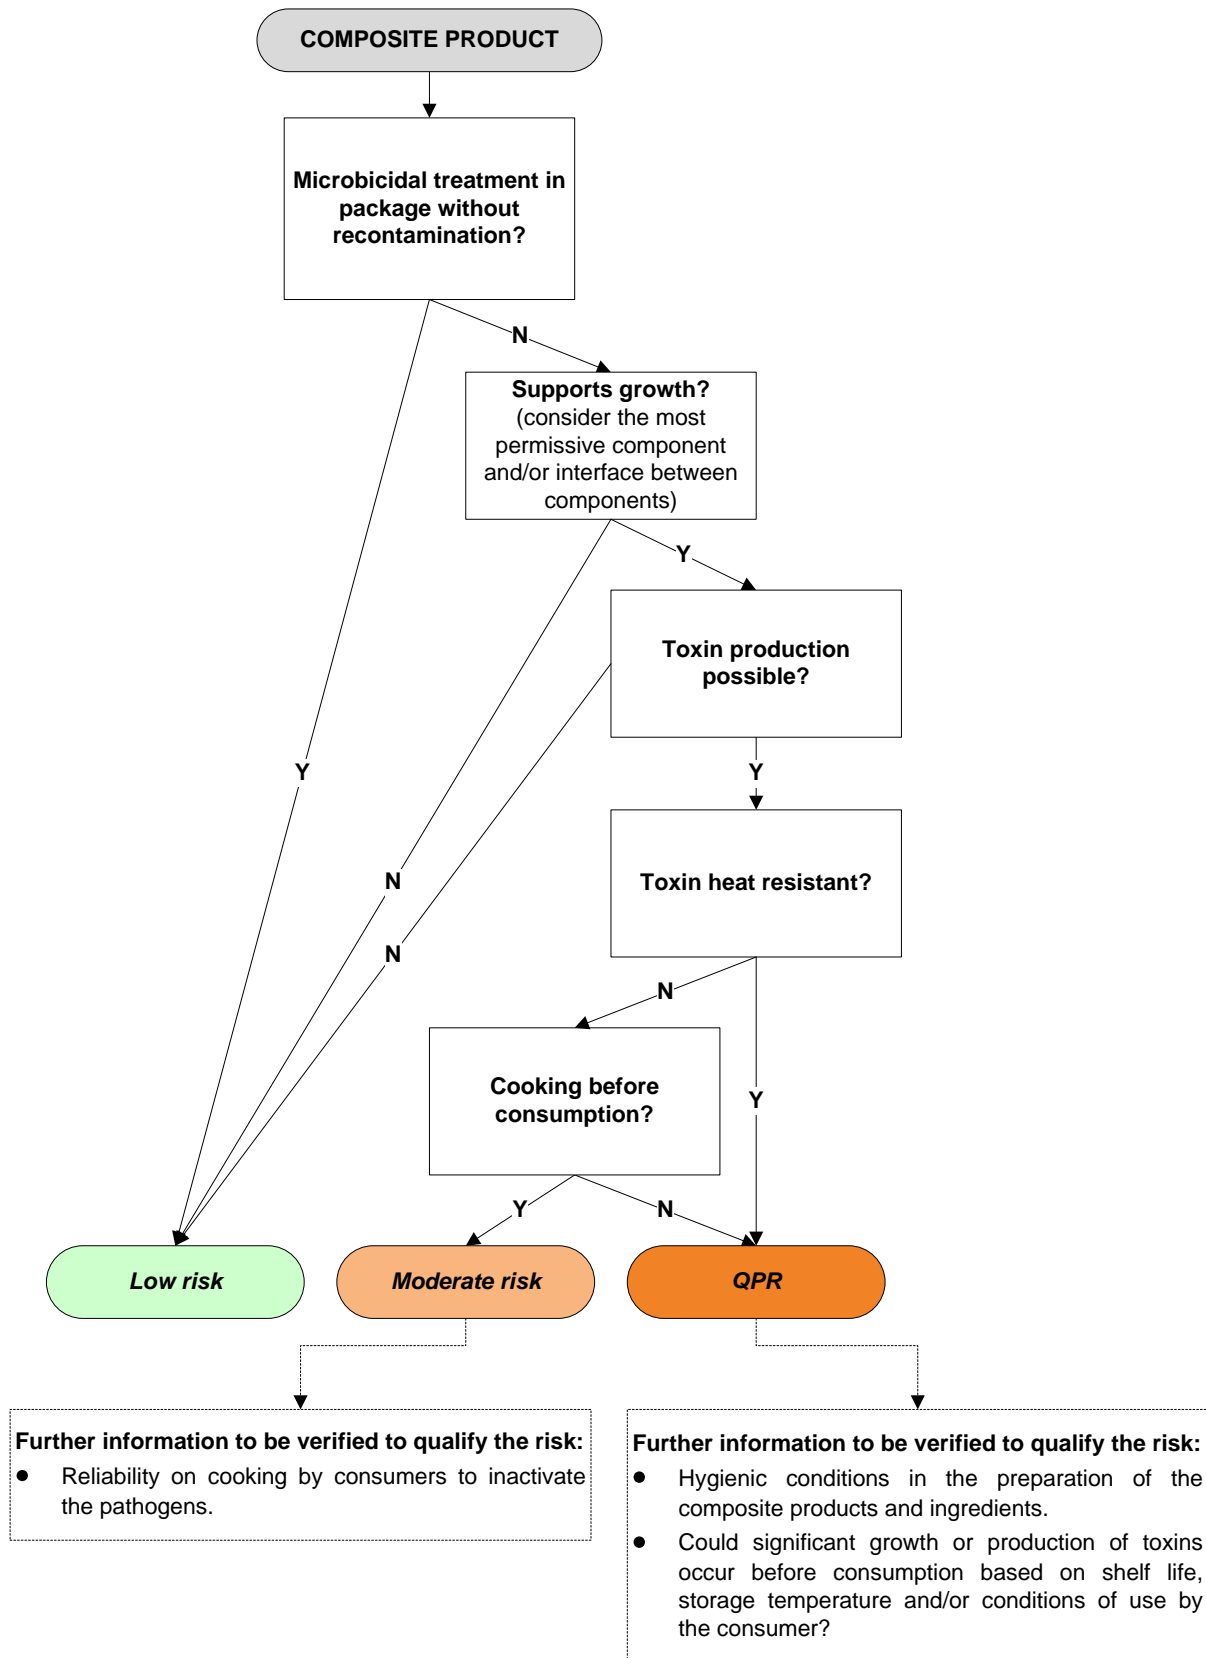 COMPOSITE PRODUCT
Microbicidal treatment in
package without
recontamination?
N
Supports growth?
(consider the most
permissive component
and/or interface between
components)
Y
Toxin production
possible?
Y
Y
Toxin heat resistant?
N
N
N
Cooking before
consumption?
Y
Y
N
Low risk
Moderate risk
QPR
Further information to be verified to qualify the risk:
● Reliability on cooking by consumers to inactivate
the pathogens.
Further information to be verified to qualify the risk:
● Hygienic conditions in the preparation of the
composite products and ingredients.
● Could significant growth or production of toxins
occur before consumption based on shelf life,
storage temperature and/or conditions of use by
the consumer?